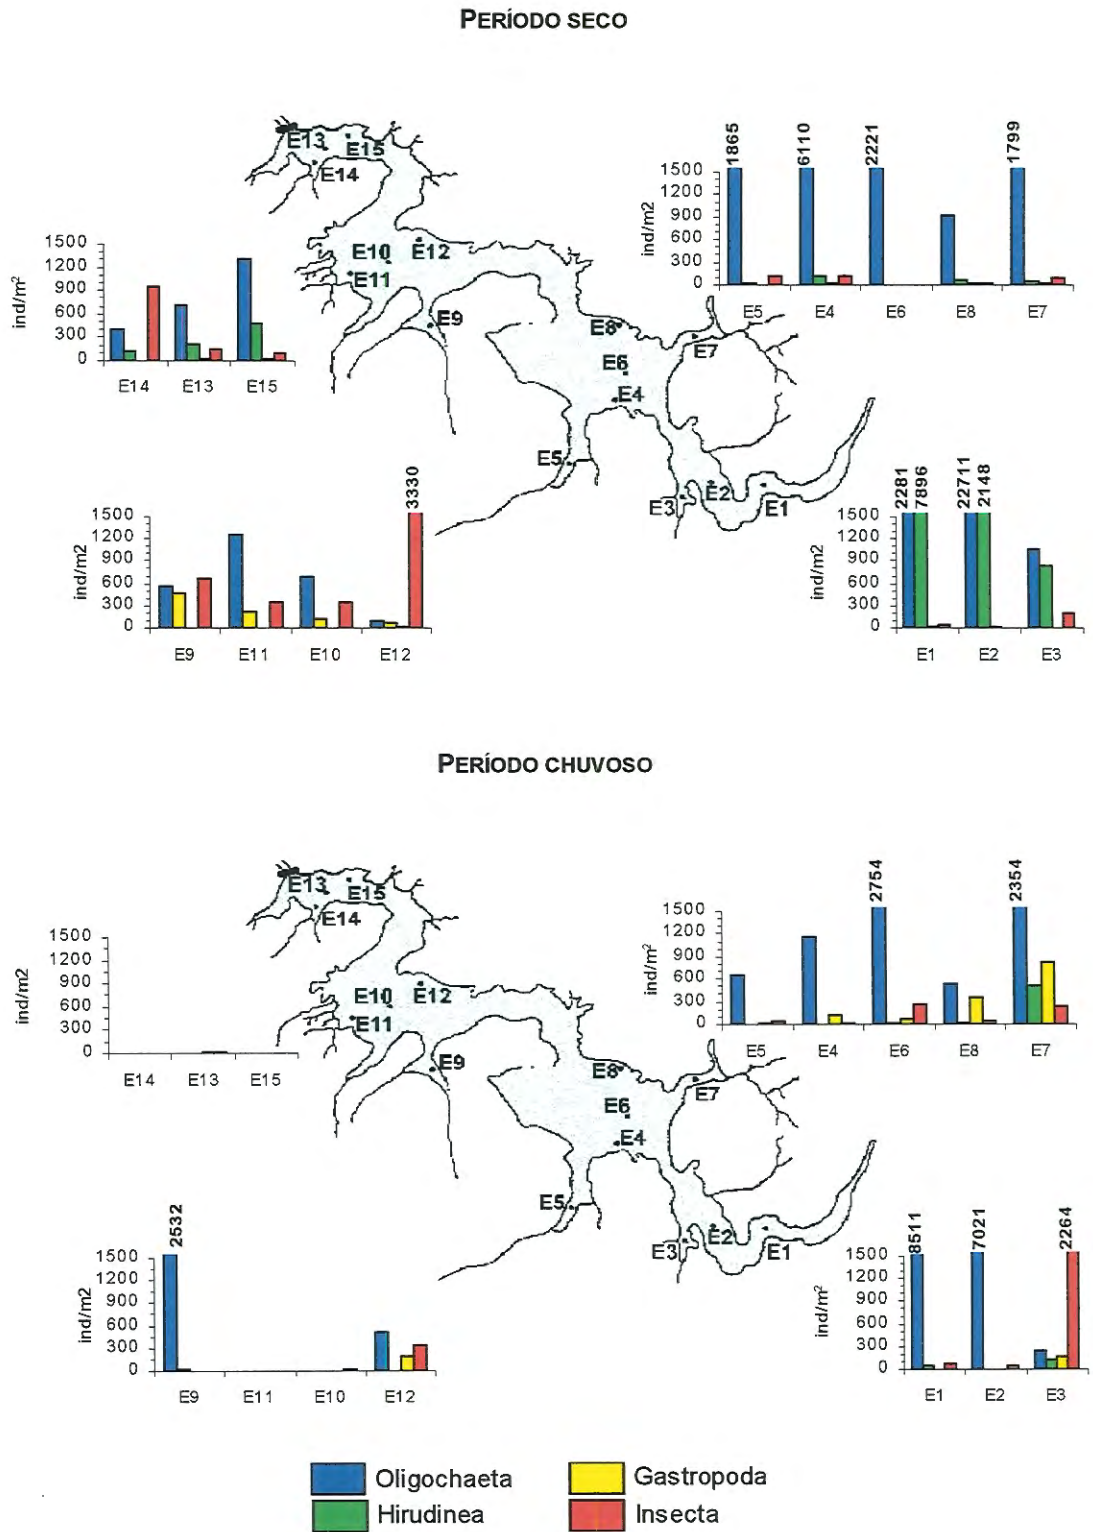 PERÍODO SECO
E13
E15
E14
E10
E12
E11
E9
E8
E7
E6
E4
E5
E3
E2
E1
1865
6110
2221
1799
ind/m2
1500
1200
900
600
300
0
E5 E4 E6 E8 E7
ind/m²
1500
1200
900
600
300
0
E14 E13 E15
3330
ind/m2
1500
1200
900
600
300
0
E9 E11 E10 E12
2281
7896
22711
2148
ind/m²
1500
1200
900
600
300
0
E1 E2 E3
PERÍODO CHUVOSO
E13
E15
E14
E10
E12
E11
E9
E8
E7
E6
E4
E5
E3
E2
E1
2754
2354
ind/m²
1500
1200
900
600
300
0
E5 E4 E6 E8 E7
ind/m2
1500
1200
900
600
300
0
E14 E13 E15
2532
ind/m2
1500
1200
900
600
300
0
E9 E11 E10 E12
8511
7021
2264
ind/m²
1500
1200
900
600
300
0
E1 E2 E3
Oligochaeta
Gastropoda
Hirudinea
Insecta